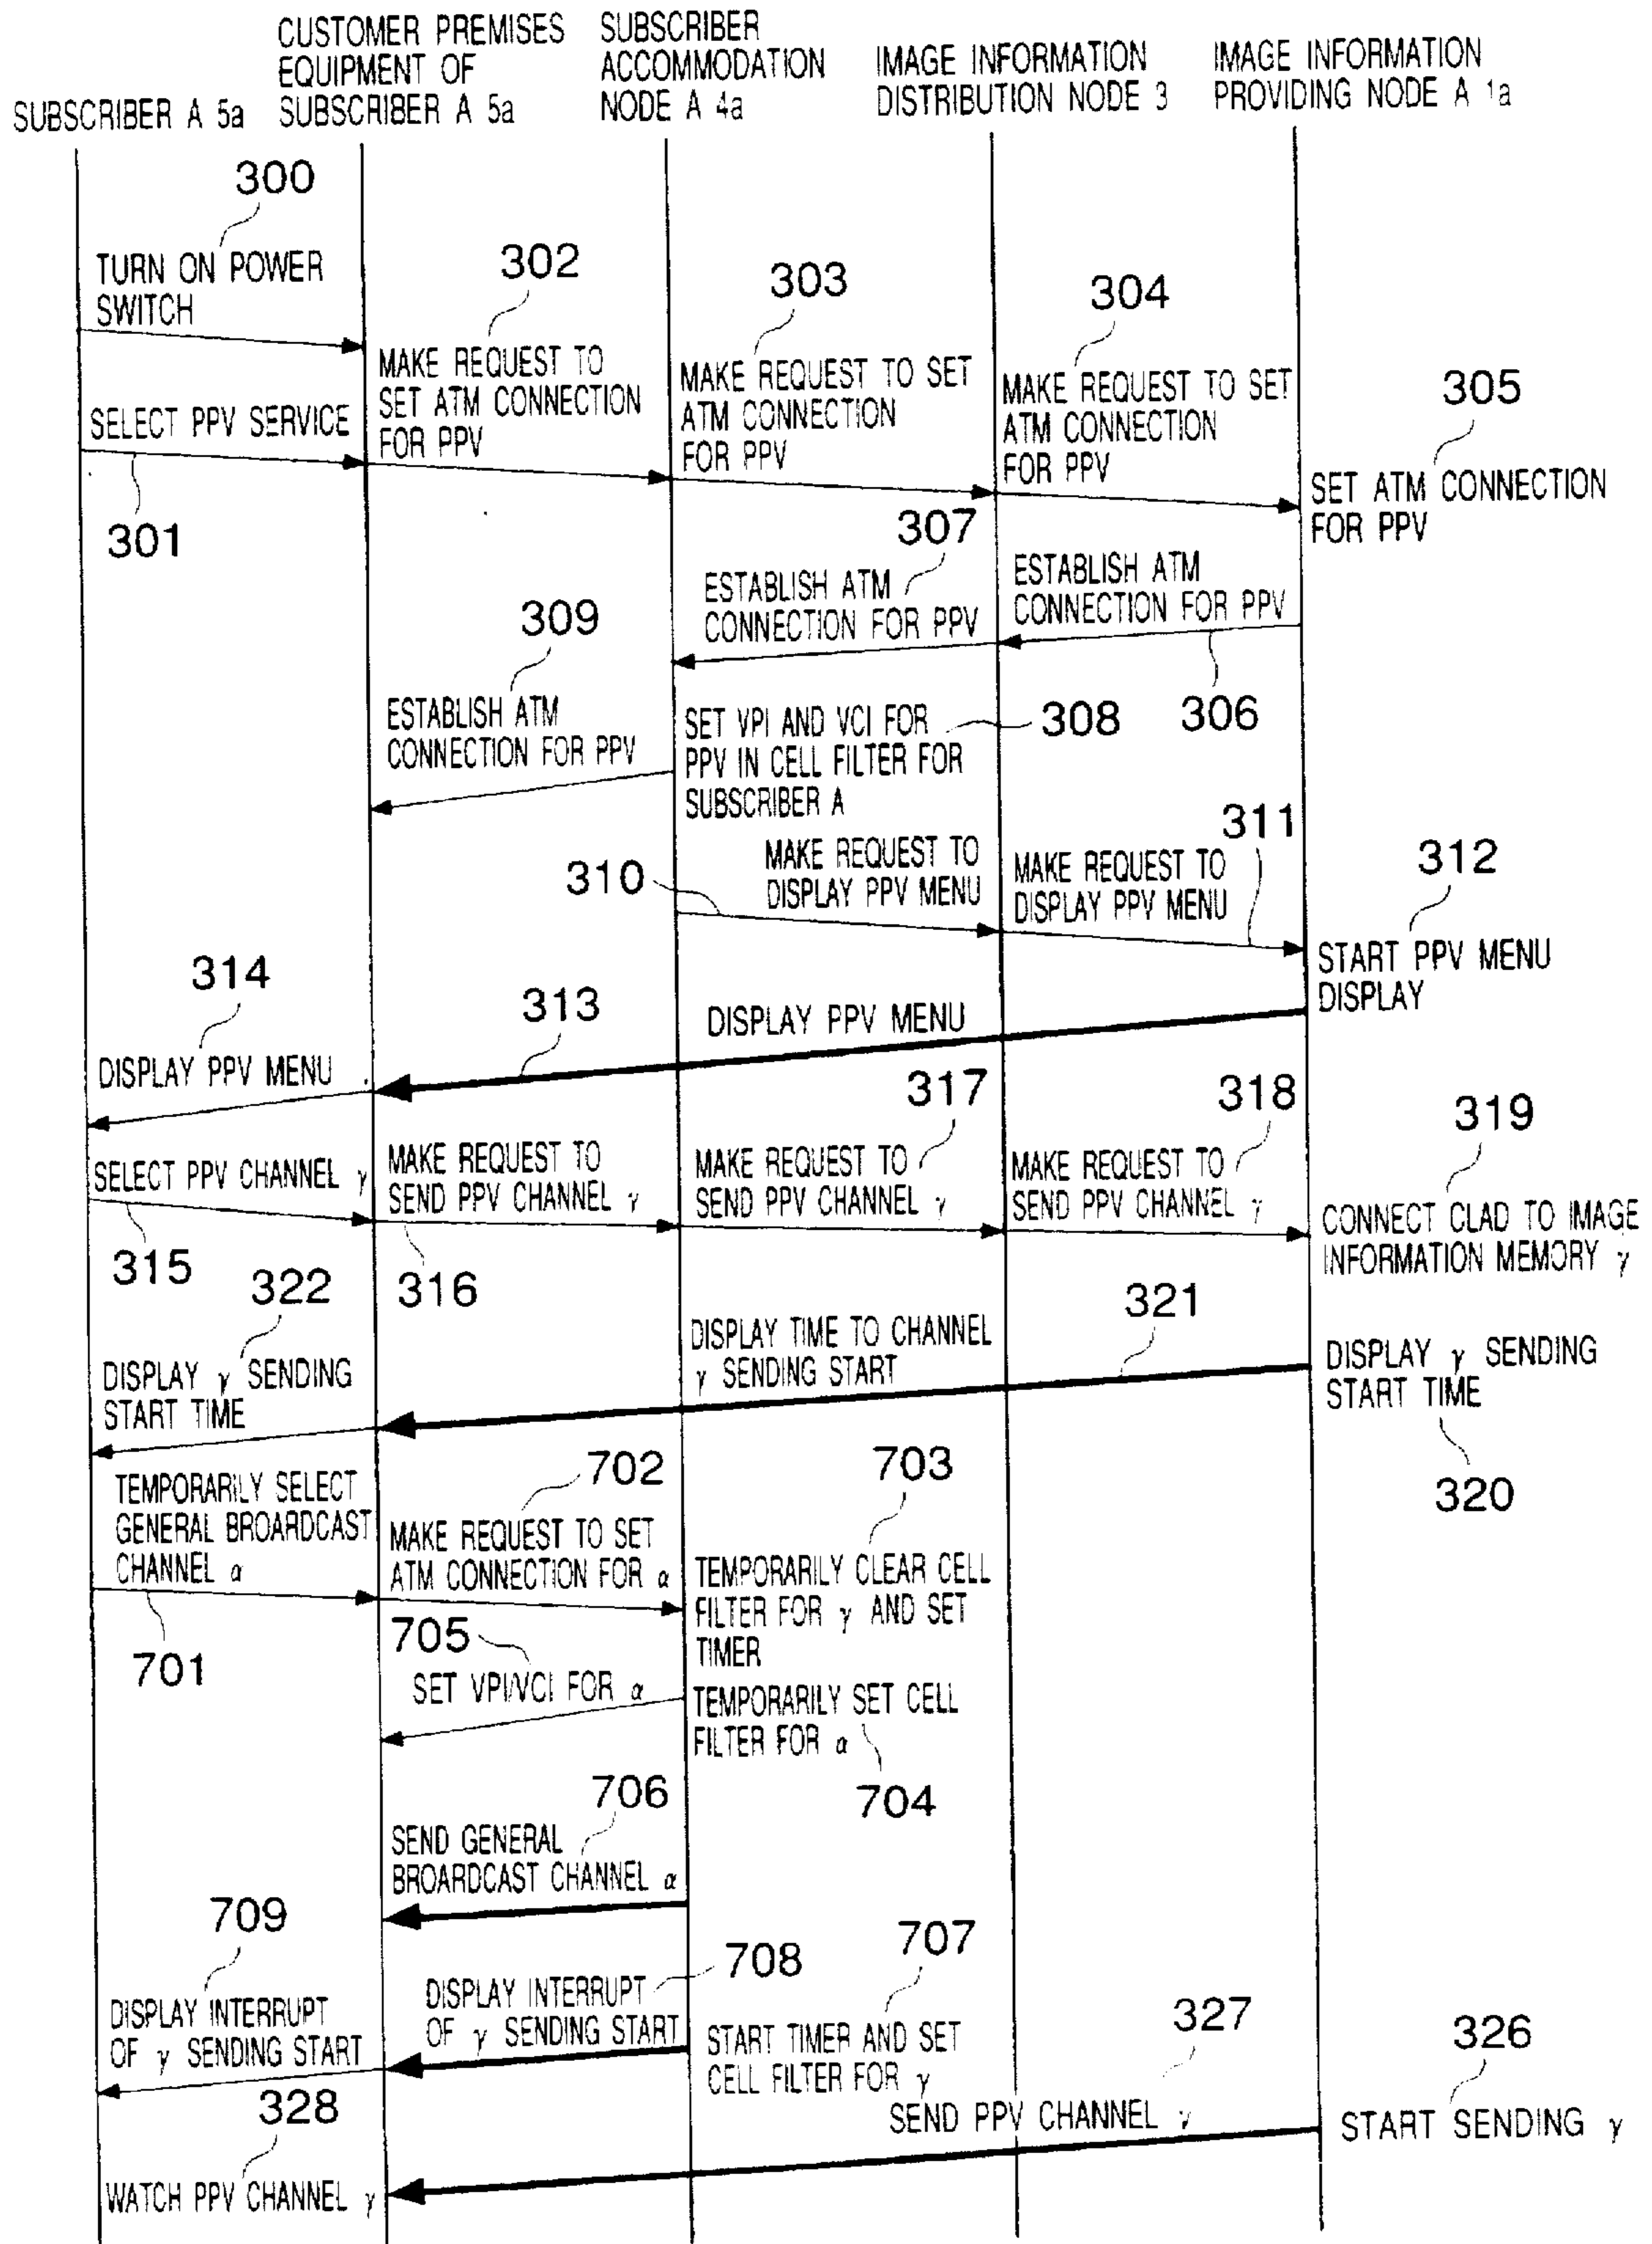 SUBSCRIBER A 5a
CUSTOMER PREMISES
EQUIPMENT OF
SUBSCRIBER A 5a
SUBSCRIBER
ACCOMMODATION
NODE A 4a
IMAGE INFORMATION
DISTRIBUTION NODE 3
IMAGE INFORMATION
PROVIDING NODE A 1a
300
TURN ON POWER
SWITCH
302
MAKE REQUEST TO
SET ATM CONNECTION
FOR PPV
303
MAKE REQUEST TO SET
ATM CONNECTION
FOR PPV
304
MAKE REQUEST TO SET
ATM CONNECTION
FOR PPV
305
SET ATM CONNECTION
FOR PPV
SELECT PPV SERVICE
301
307
ESTABLISH ATM
CONNECTION FOR PPV
ESTABLISH ATM
CONNECTION FOR PPV
306
309
ESTABLISH ATM
CONNECTION FOR PPV
SET VPI AND VCI FOR
PPV IN CELL FILTER FOR
SUBSCRIBER A
308
310
MAKE REQUEST TO
DISPLAY PPV MENU
311
MAKE REQUEST TO
DISPLAY PPV MENU
312
START PPV MENU
DISPLAY
314
DISPLAY PPV MENU
313
DISPLAY PPV MENU
SELECT PPV CHANNEL γ
315
MAKE REQUEST TO
SEND PPV CHANNEL γ
316
317
MAKE REQUEST TO
SEND PPV CHANNEL γ
318
MAKE REQUEST TO
SEND PPV CHANNEL γ
319
CONNECT CLAD TO IMAGE
INFORMATION MEMORY γ
322
DISPLAY γ SENDING
START TIME
DISPLAY TIME TO CHANNEL
γ SENDING START
321
DISPLAY γ SENDING
START TIME
320
TEMPORARILY SELECT
GENERAL BROARDCAST
CHANNEL α
701
702
MAKE REQUEST TO SET
ATM CONNECTION FOR α
703
TEMPORARILY CLEAR CELL
FILTER FOR γ AND SET
TIMER
705
SET VPI/VCI FOR α
TEMPORARILY SET CELL
FILTER FOR α
704
706
SEND GENERAL
BROARDCAST CHANNEL α
709
DISPLAY INTERRUPT
OF γ SENDING START
708
DISPLAY INTERRUPT
OF γ SENDING START
707
START TIMER AND SET
CELL FILTER FOR γ
327
SEND PPV CHANNEL γ
326
START SENDING γ
328
WATCH PPV CHANNEL γ